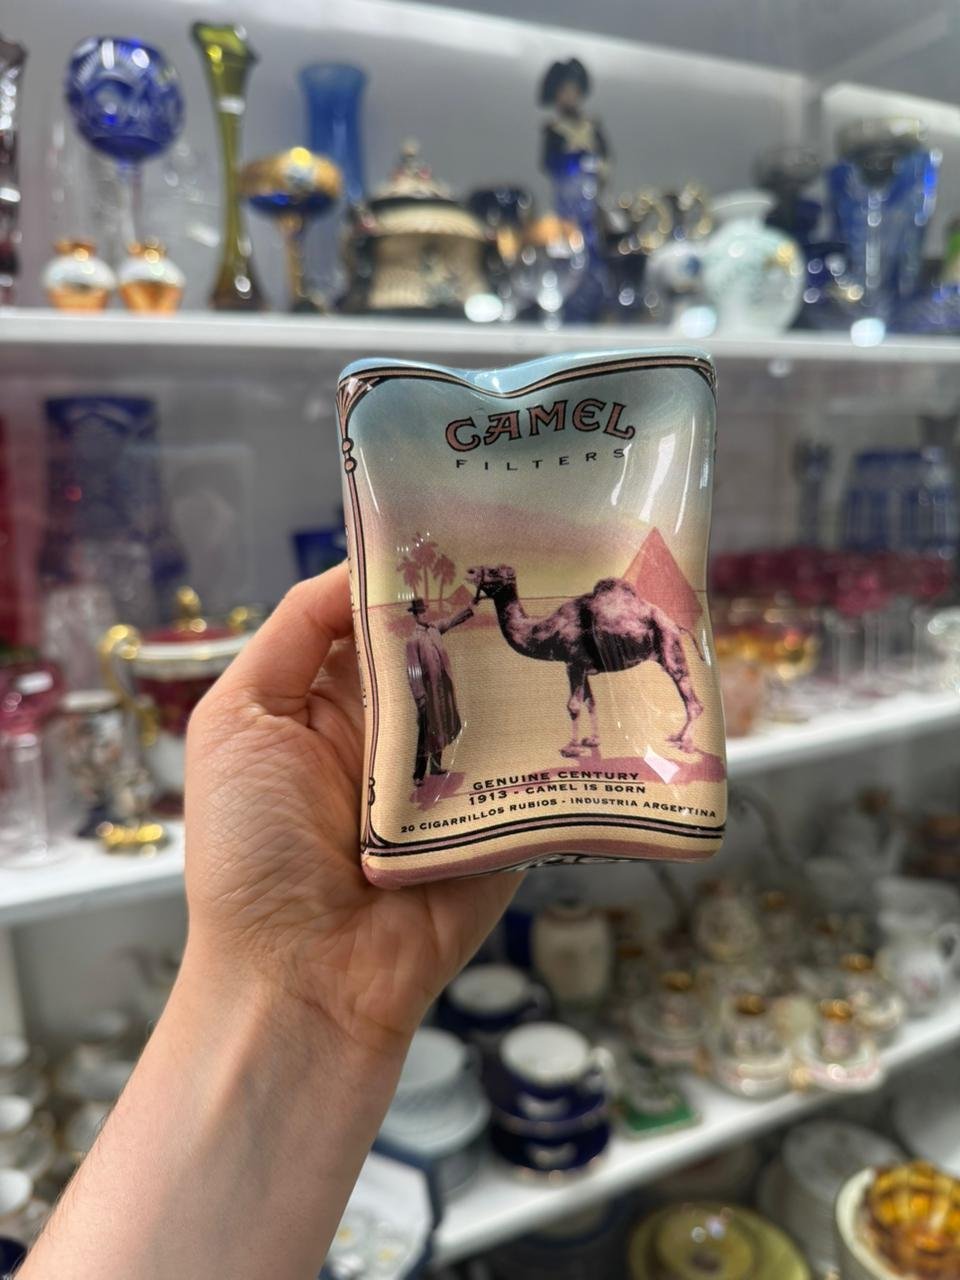 CAMEL
FILTERS
GENUINE CENTURY
1913 - CAMEL IS BORN
20 CIGARRILLOS RUBIOS - INDUSTRIA ARGENTINA